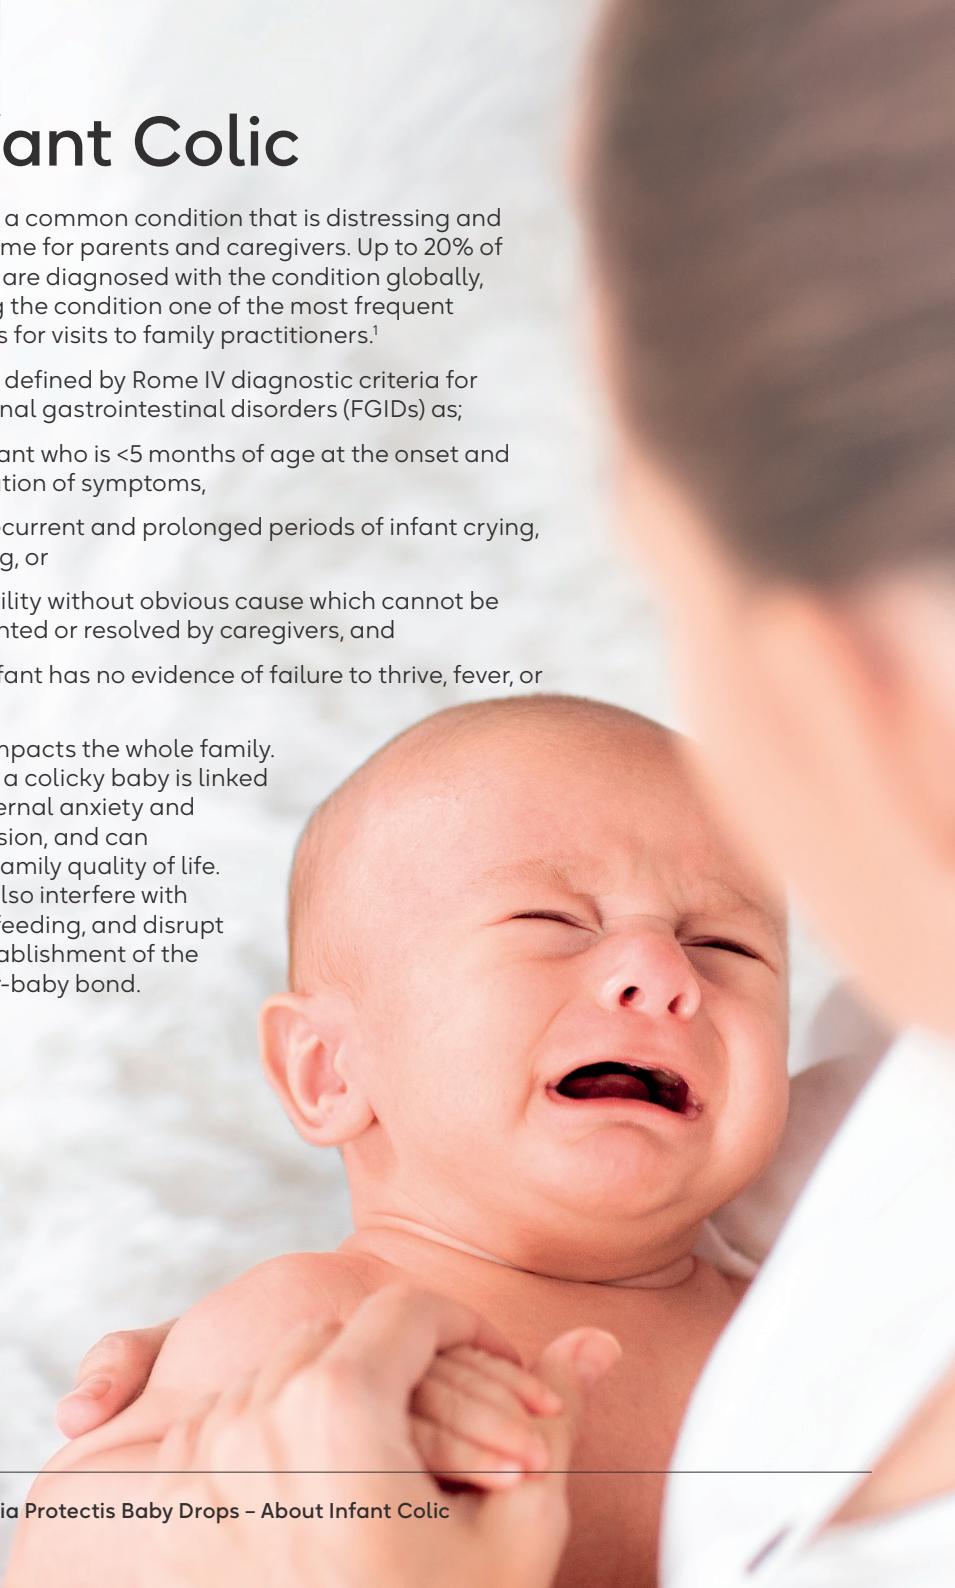 ant Colic
a common condition that is distressing and
me for parents and caregivers. Up to 20% of
are diagnosed with the condition globally,
g the condition one of the most frequent
s for visits to family practitioners.1
defined by Rome IV diagnostic criteria for
nal gastrointestinal disorders (FGIDs) as;
ant who is <5 months of age at the onset and
tion of symptoms,
current and prolonged periods of infant crying,
g, or
ility without obvious cause which cannot be
nted or resolved by caregivers, and
fant has no evidence of failure to thrive, fever, or
mpacts the whole family.
a colicky baby is linked
ernal anxiety and
sion, and can
amily quality of life.
lso interfere with
feeding, and disrupt
ablishment of the
-baby bond.
ia Protectis Baby Drops – About Infant Colic